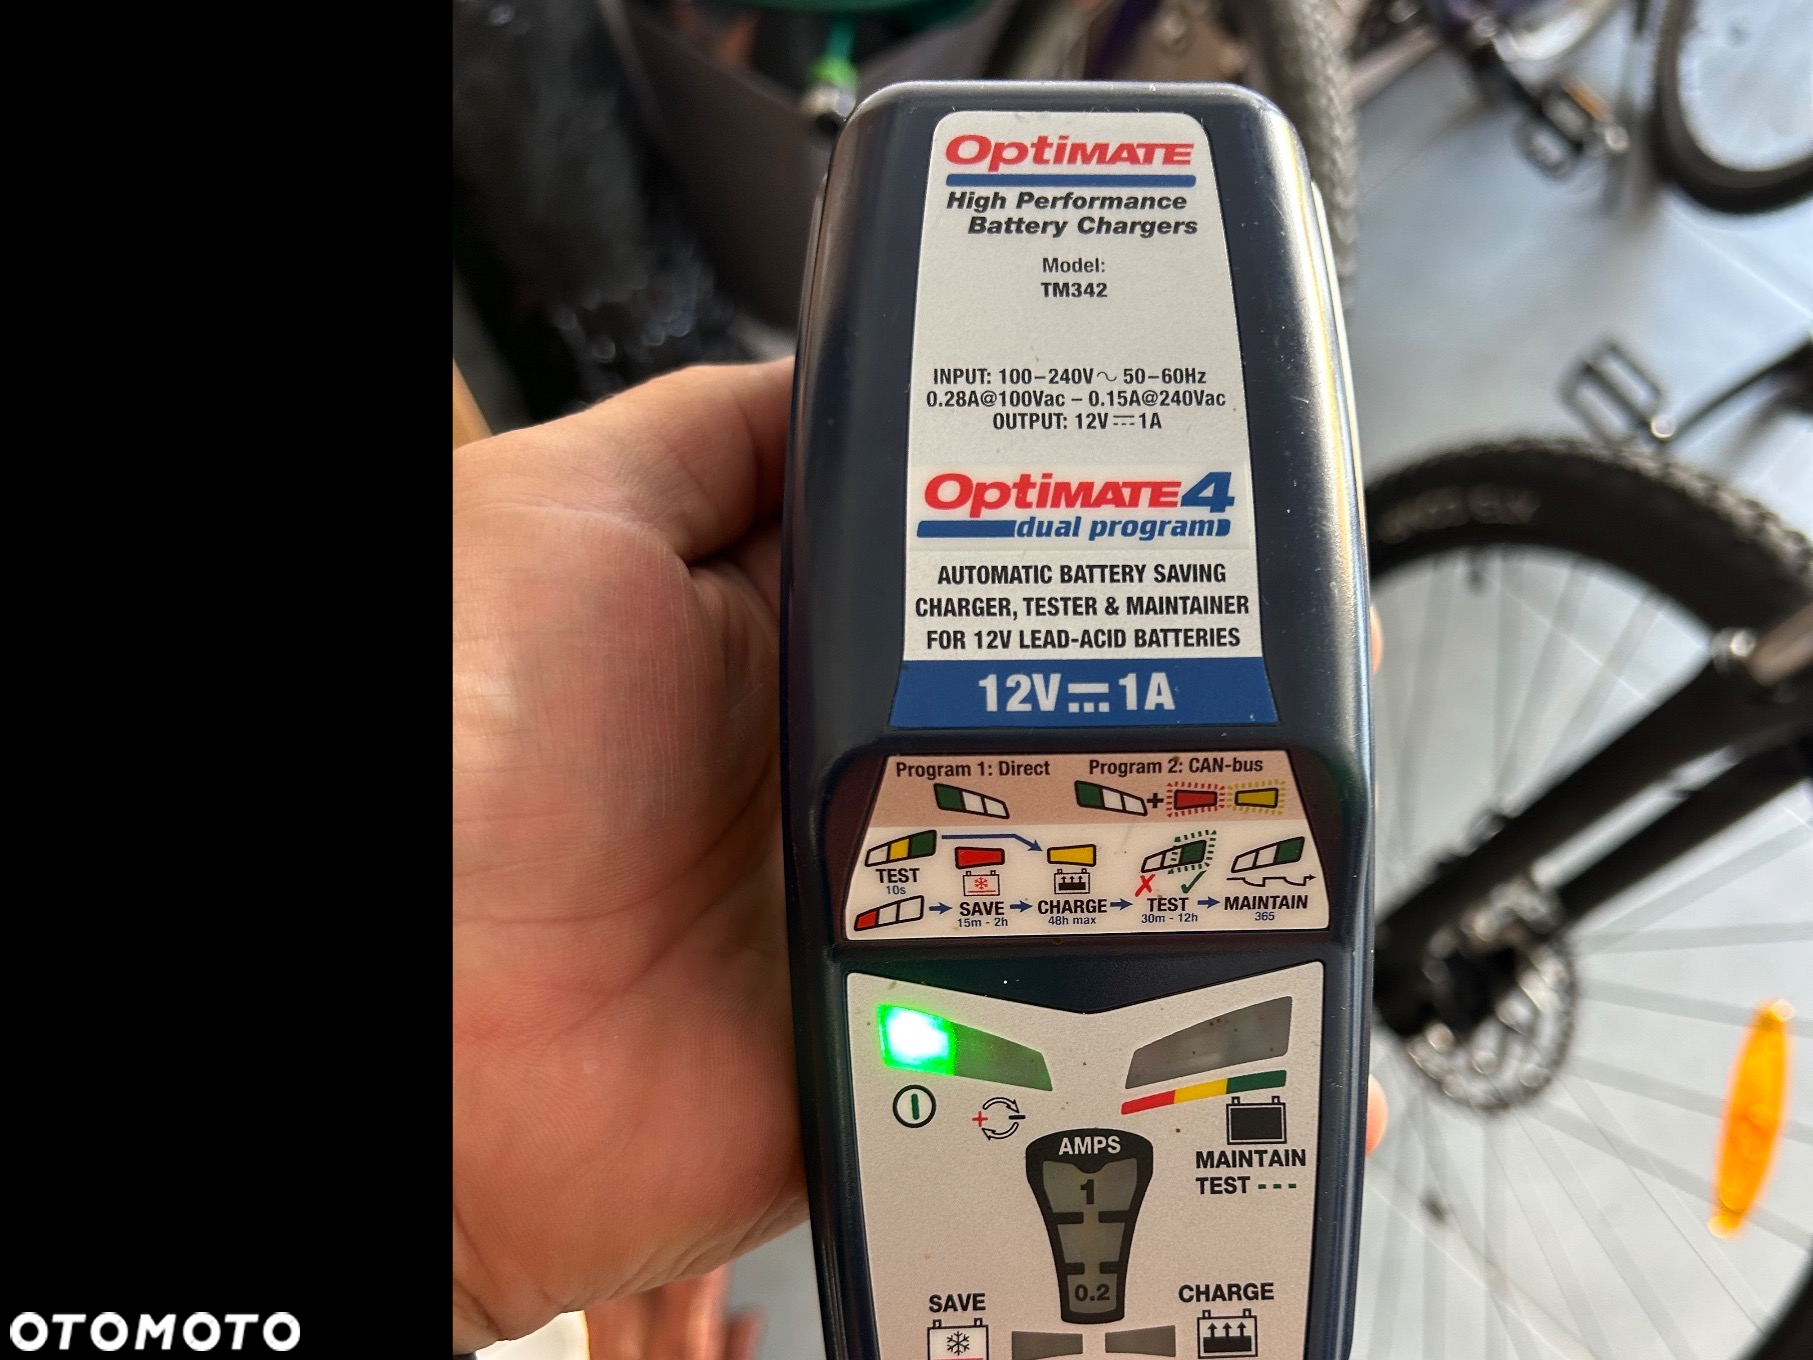 OptiMATE
High Performance
Battery Chargers
Model:
TM342
INPUT: 100-240V~ 50-60Hz
0.28A@100Vac - 0.15A@240Vac
OUTPUT: 12V⎓1A
OptiMATE4
dual program
AUTOMATIC BATTERY SAVING
CHARGER, TESTER & MAINTAINER
FOR 12V LEAD-ACID BATTERIES
12V⎓1A
Program 1: Direct Program 2: CAN-bus
TEST
10s
SAVE CHARGE TEST MAINTAIN
15m - 2h 48h max 30m - 12h 365
AMPS
1
0.2
MAINTAIN
TEST ---
SAVE
CHARGE
OTOMOTO